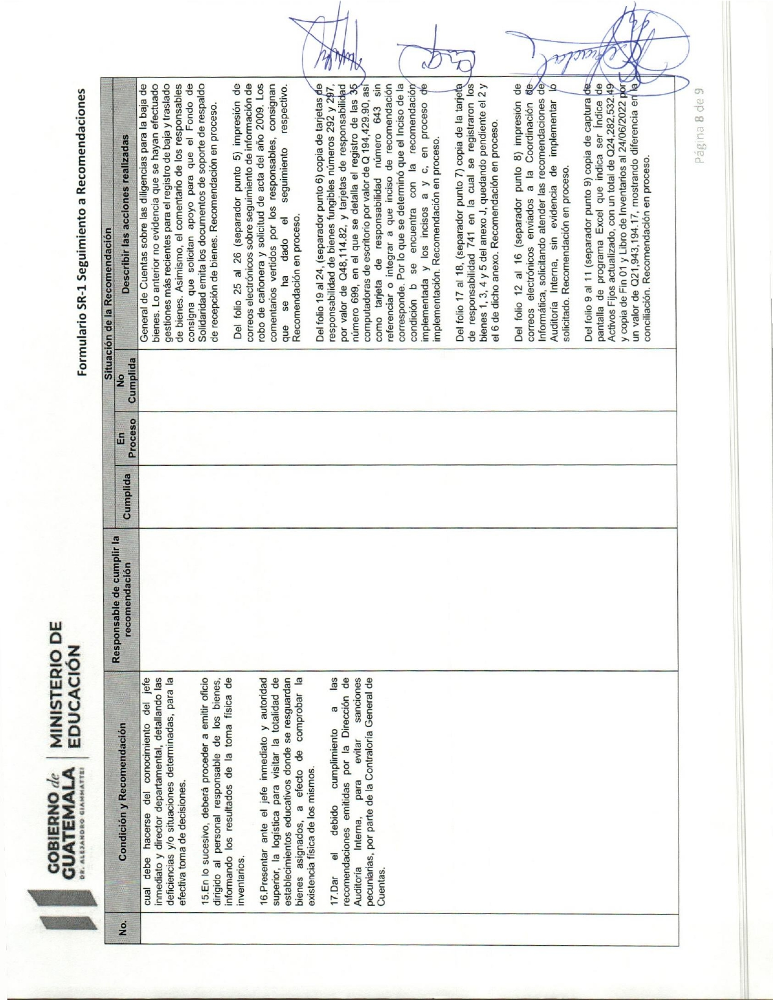 GOBIERNO de
GUATEMALA
DR. ALEJANDRO GIAMMATTEI
MINISTERIO DE
EDUCACIÓN
Formulario SR-1 Seguimiento a Recomendaciones
No.
Condición y Recomendación
Responsable de cumplir la
recomendación
Situación de la Recomendación
Cumplida
En
Proceso
No
Cumplida
Describir las acciones realizadas
cual debe hacerse del conocimiento del jefe
inmediato y director departamental, detallando las
deficiencias y/o situaciones determinadas, para la
efectiva toma de decisiones.
15.En lo sucesivo, deberá proceder a emitir oficio
dirigido al personal responsable de los bienes,
informando los resultados de la toma física de
inventarios.
16.Presentar ante el jefe inmediato y autoridad
superior, la logística para visitar la totalidad de
establecimientos educativos donde se resguardan
bienes asignados, a efecto de comprobar la
existencia física de los mismos.
17.Dar el debido cumplimiento a las
recomendaciones emitidas por la Dirección de
Auditoría Interna, para evitar sanciones
pecuniarias, por parte de la Contraloría General de
Cuentas.
General de Cuentas sobre las diligencias para la baja de
bienes. Lo anterior no evidencia que se hayan efectuado
gestiones más recientes para el registro de baja y traslado
de bienes. Asimismo, el comentario de los responsables
consigna que solicitan apoyo para que el Fondo de
Solidaridad emita los documentos de soporte de respaldo
de recepción de bienes. Recomendación en proceso.
Del folio 25 al 26 (separador punto 5) impresión de
correos electrónicos sobre seguimiento de información de
robo de cañonera y solicitud de acta del año 2009. Los
comentarios vertidos por los responsables, consignan
que se ha dado el seguimiento respectivo.
Recomendación en proceso.
Del folio 19 al 24, (separador punto 6) copia de tarjetas de
responsabilidad de bienes fungibles números 292 y 297,
por valor de Q48,114.82, y tarjetas de responsabilidad
número 699, en el que se detalla el registro de las 35
computadoras de escritorio por valor de Q 194,429.90, así
como tarjeta de responsabilidad número 643 sin
referenciar o integrar a que inciso de recomendación
corresponde. Por lo que se determinó que el Inciso de la
condición b se encuentra con la recomendación
implementada y los incisos a y c, en proceso de
implementación. Recomendación en proceso.
Del folio 17 al 18, (separador punto 7) copia de la tarjeta
de responsabilidad 741 en la cual se registraron los
bienes 1, 3, 4 y 5 del anexo J, quedando pendiente el 2 y
el 6 de dicho anexo. Recomendación en proceso.
Del folio 12 al 16 (separador punto 8) impresión de
correos electrónicos enviados a la Coordinación de
Informática, solicitando atender las recomendaciones de
Auditoría Interna, sin evidencia de implementar lo
solicitado. Recomendación en proceso.
Del folio 9 al 11 (separador punto 9) copia de captura de
pantalla de programa Excel que indica ser Índice de
Activos Fijos actualizado, con un total de Q24,282,532.49
y copia de Fin 01 y Libro de Inventarios al 24/06/2022 por
un valor de Q21,943,194.17, mostrando diferencia en la
conciliación. Recomendación en proceso.
Página 8 de 9